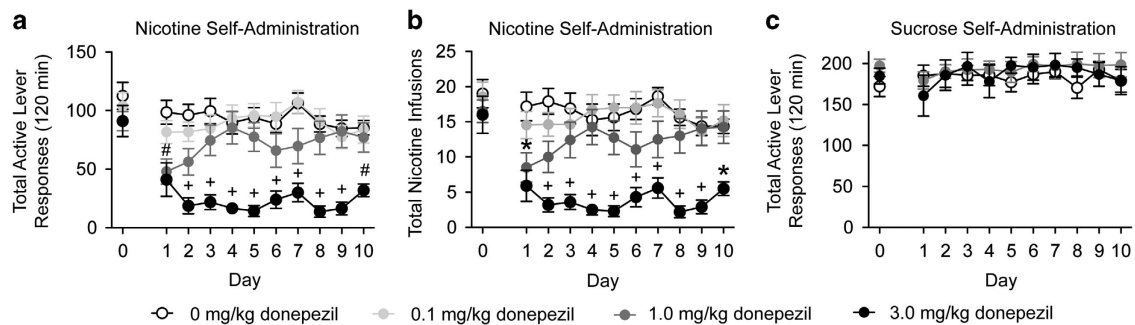 a Nicotine Self-Administration
Total Active Lever
Responses (120 min)
150
100
50
0
# + + + + + + + + #
0 1 2 3 4 5 6 7 8 9 10
Day
b Nicotine Self-Administration
Total Nicotine Infusions
25
20
15
10
5
0
* + + + + + + + + *
0 1 2 3 4 5 6 7 8 9 10
Day
c Sucrose Self-Administration
Total Active Lever
Responses (120 min)
200
150
100
50
0
0 1 2 3 4 5 6 7 8 9 10
Day
0 mg/kg donepezil 0.1 mg/kg donepezil 1.0 mg/kg donepezil 3.0 mg/kg donepezil